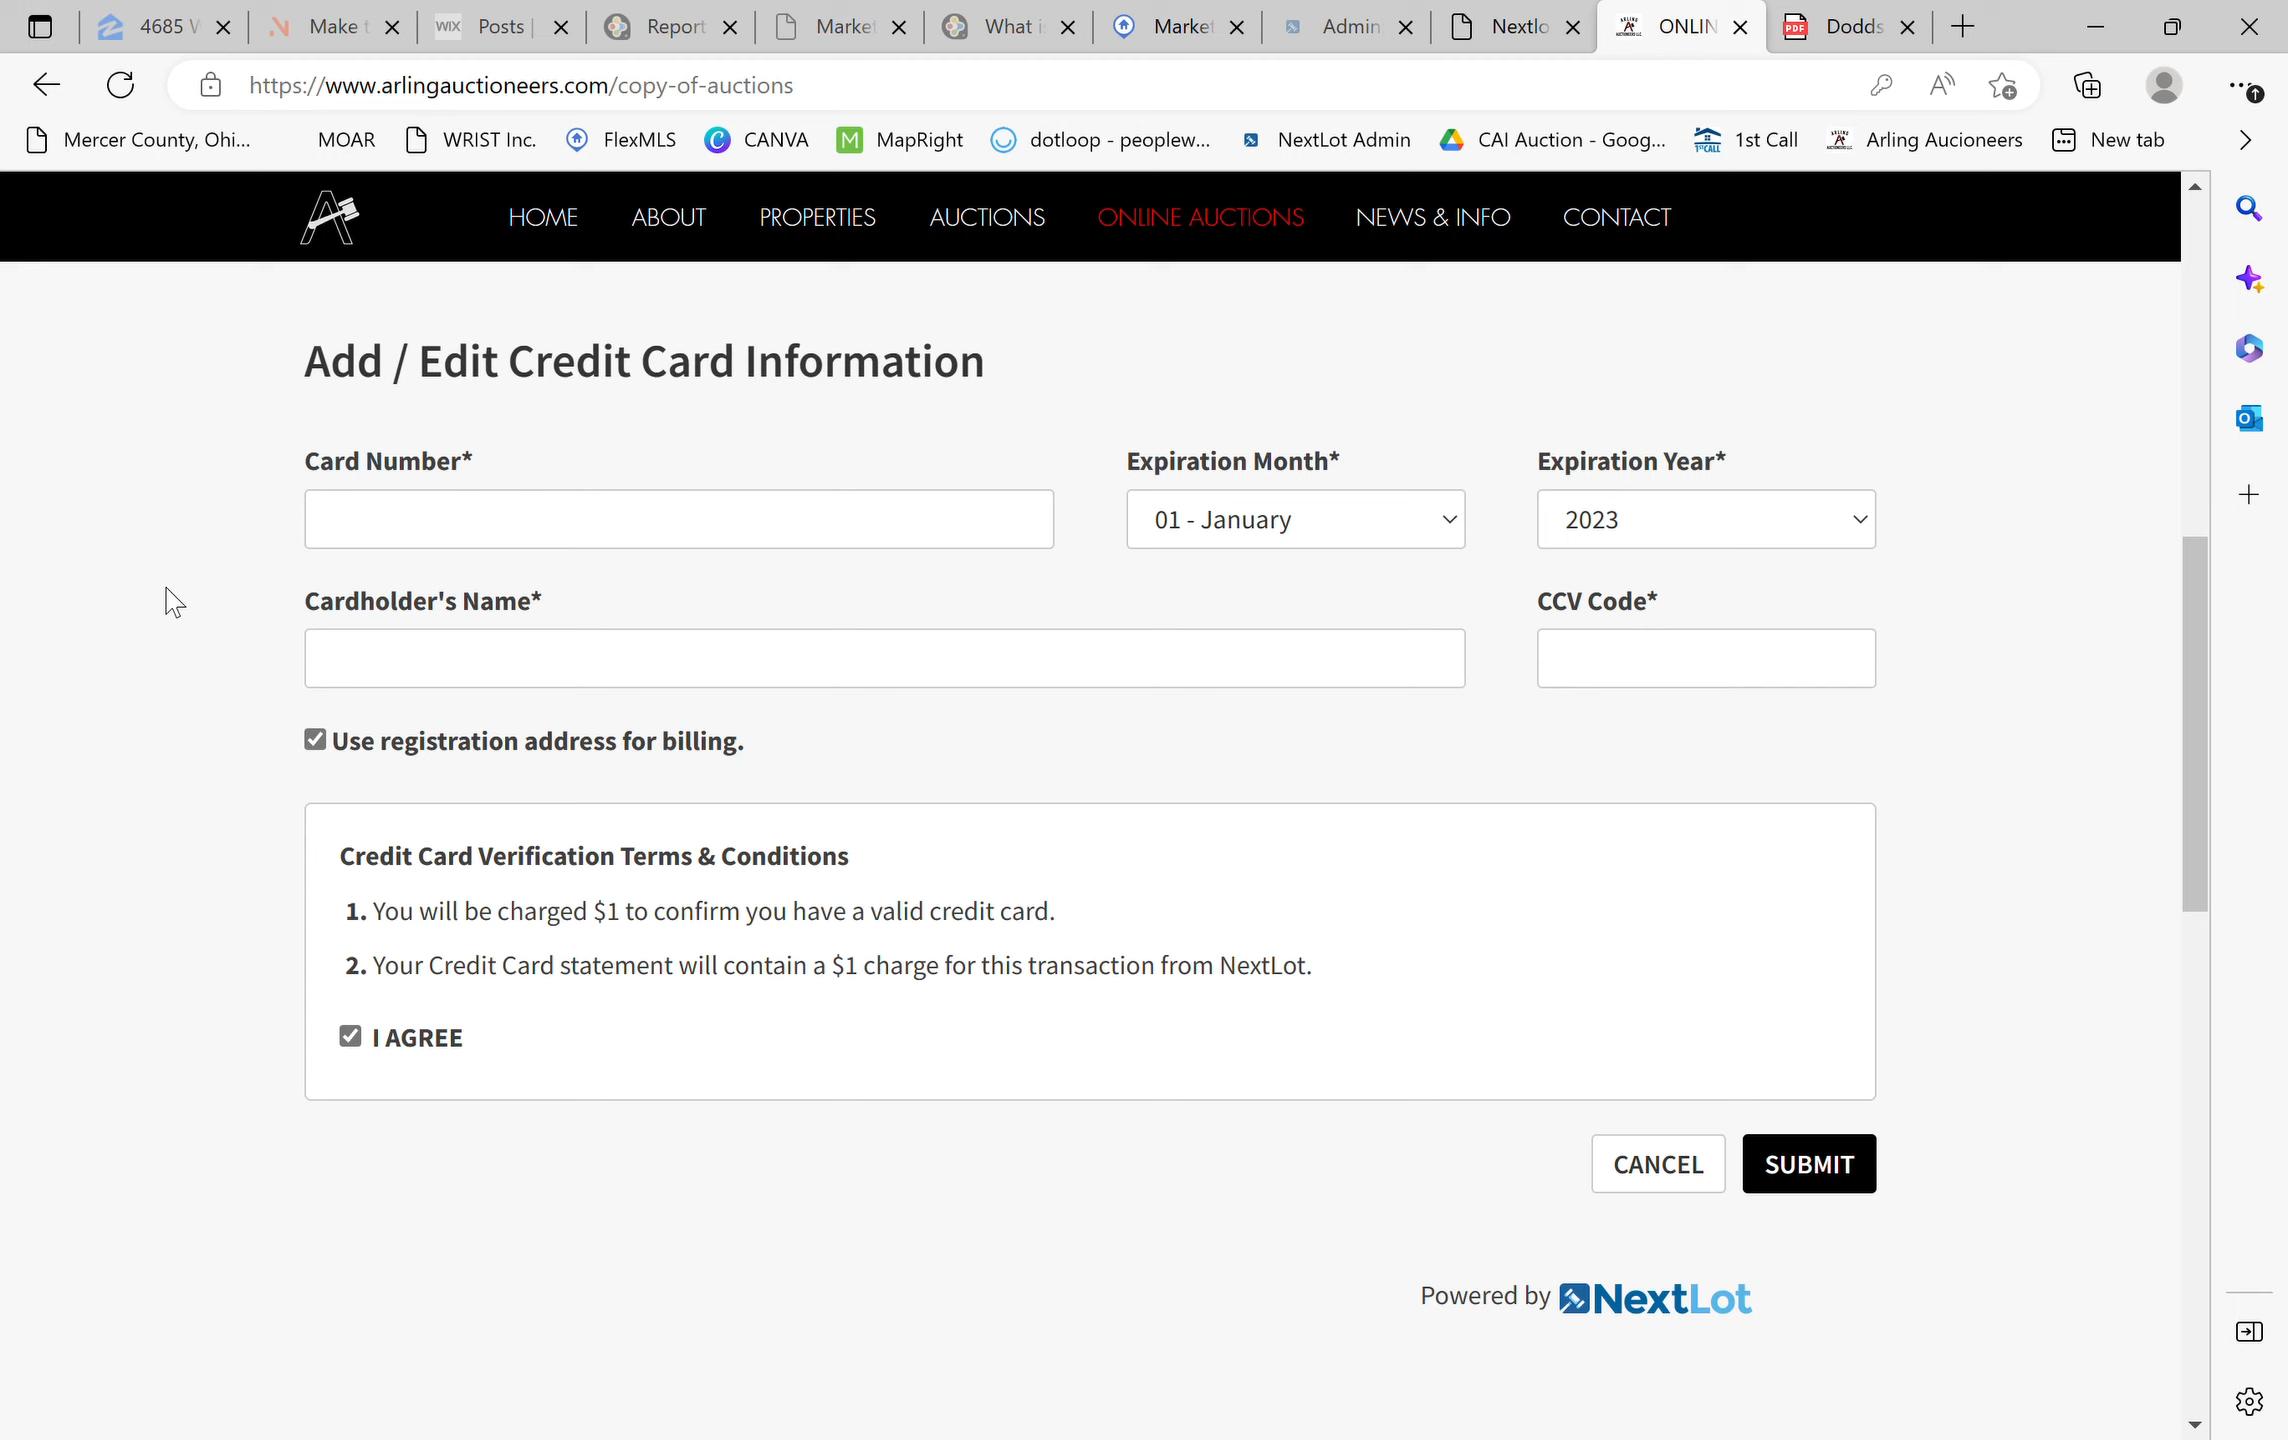 4685 V
Make t
WIX Posts |
Report
Market
What i
Market
Admin
Nextlo
ONLIN
PDF Dodds
https://www.arlingauctioneers.com/copy-of-auctions
Mercer County, Ohi... MOAR WRIST Inc. FlexMLS CANVA MapRight dotloop - peoplew... NextLot Admin CAI Auction - Goog... 1st Call Arling Aucioneers New tab
HOME ABOUT PROPERTIES AUCTIONS ONLINE AUCTIONS NEWS & INFO CONTACT
Add / Edit Credit Card Information
Card Number* Expiration Month* Expiration Year*
01 - January 2023
Cardholder's Name* CCV Code*
Use registration address for billing.
Credit Card Verification Terms & Conditions
1. You will be charged $1 to confirm you have a valid credit card.
2. Your Credit Card statement will contain a $1 charge for this transaction from NextLot.
I AGREE
CANCEL SUBMIT
Powered by NextLot